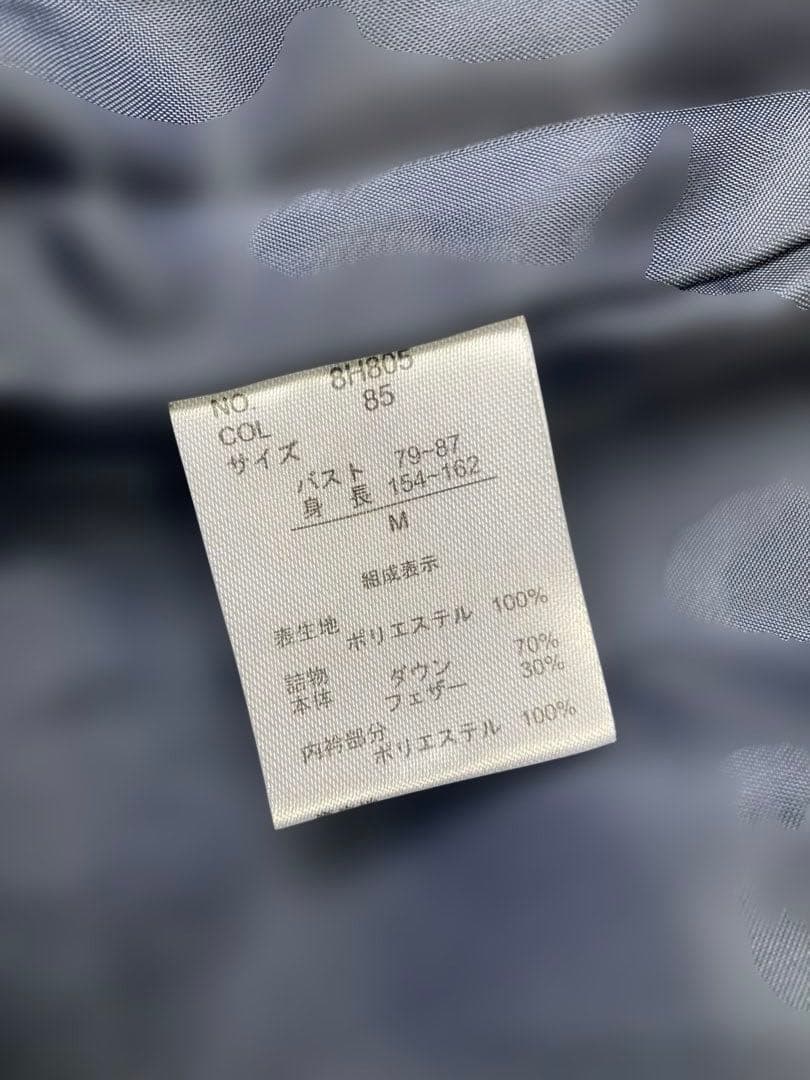 NO. 8H805
COL 85
サイズ
バスト 79~87
身長 154~162
M
組成表示
表生地 ポリエステル 100%
詰物 ダウン 70%
本体 フェザー 30%
内衿部分 ポリエステル 100%